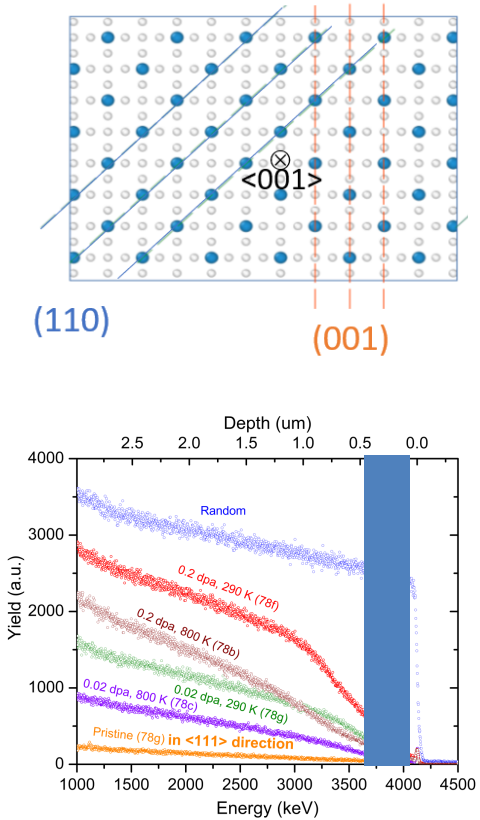 <001>
(110)
(001)
Depth (um)
2.5 2.0 1.5 1.0 0.5 0.0
4000
3000
2000
1000
0
Yield (a.u.)
Random
0.2 dpa, 290 K (78f)
0.2 dpa, 800 K (78b)
0.02 dpa, 800 K (78c)
0.02 dpa, 290 K (78g)
Pristine (78g) in <111> direction
1000 1500 2000 2500 3000 3500 4000 4500
Energy (keV)